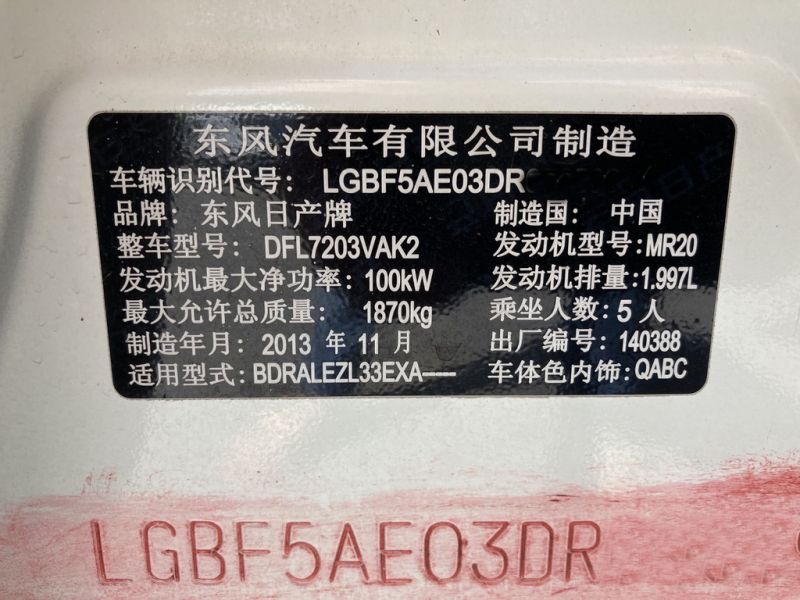 东风汽车有限公司制造
车辆识别代号: LGBF5AE03DR
品牌: 东风日产牌 制造国: 中国
整车型号: DFL7203VAK2 发动机型号:MR20
发动机最大净功率: 100kW 发动机排量:1.997L
最大允许总质量: 1870kg 乘坐人数: 5 人
制造年月: 2013 年 11 月 出厂编号: 140388
适用型式: BDRALEZL33EXA---- 车体色内饰: QABC
LGBF5AE03DR